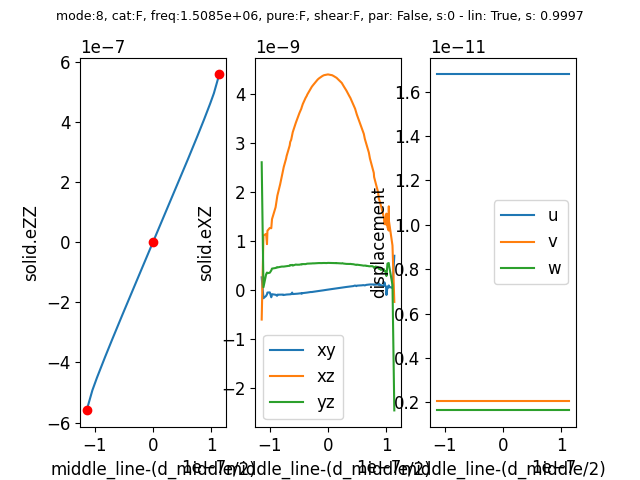 mode:8, cat:F, freq:1.5085e+06, pure:F, shear:F, par: False, s:0 - lin: True, s: 0.9997
1e−7
1e−9
1e−11
6
4
2
0
−2
−4
−6
solid.eZZ
−1
0
1
1e−7
middle_line-(d_middle/2)
4
3
2
1
0
−1
−2
solid.eXZ
xy
xz
yz
−1
0
1
1e−7
middle_line-(d_middle/2)
1.6
1.4
1.2
1.0
0.8
0.6
0.4
0.2
displacement
u
v
w
−1
0
1
1e−7
middle_line-(d_middle/2)